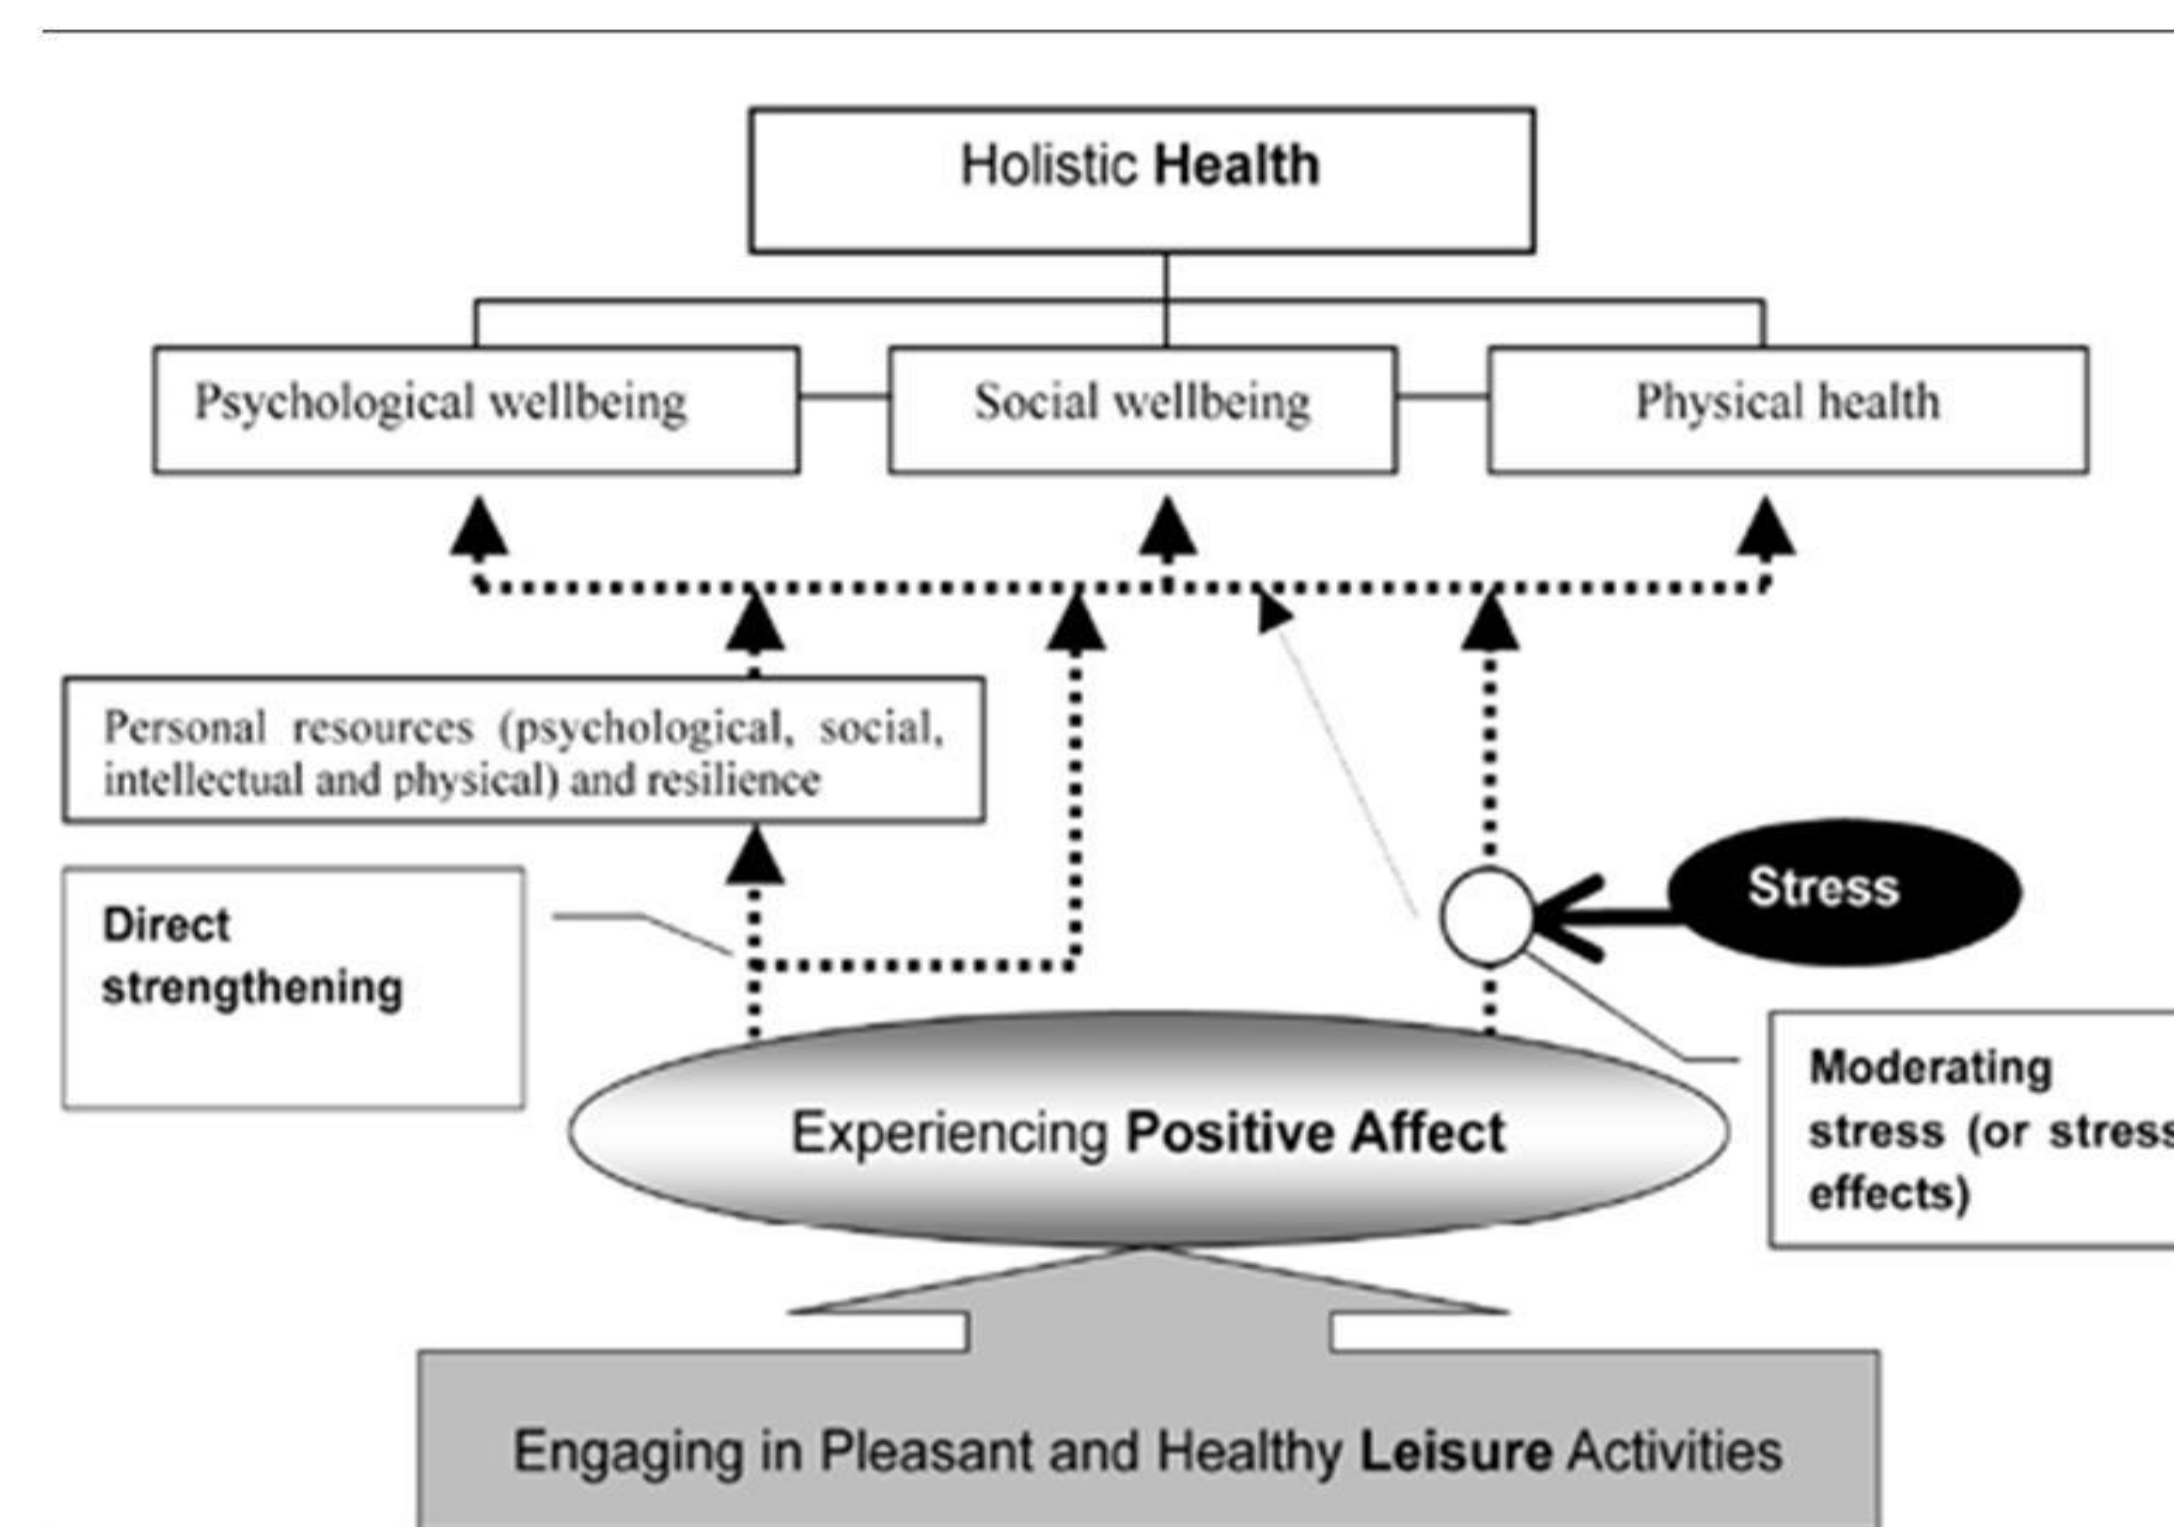 Holistic Health
Psychological wellbeing
Social wellbeing
Physical health
Personal resources (psychological, social,
intellectual and physical) and resilience
Direct
strengthening
Stress
Moderating
stress (or stress
effects)
Experiencing Positive Affect
Engaging in Pleasant and Healthy Leisure Activities